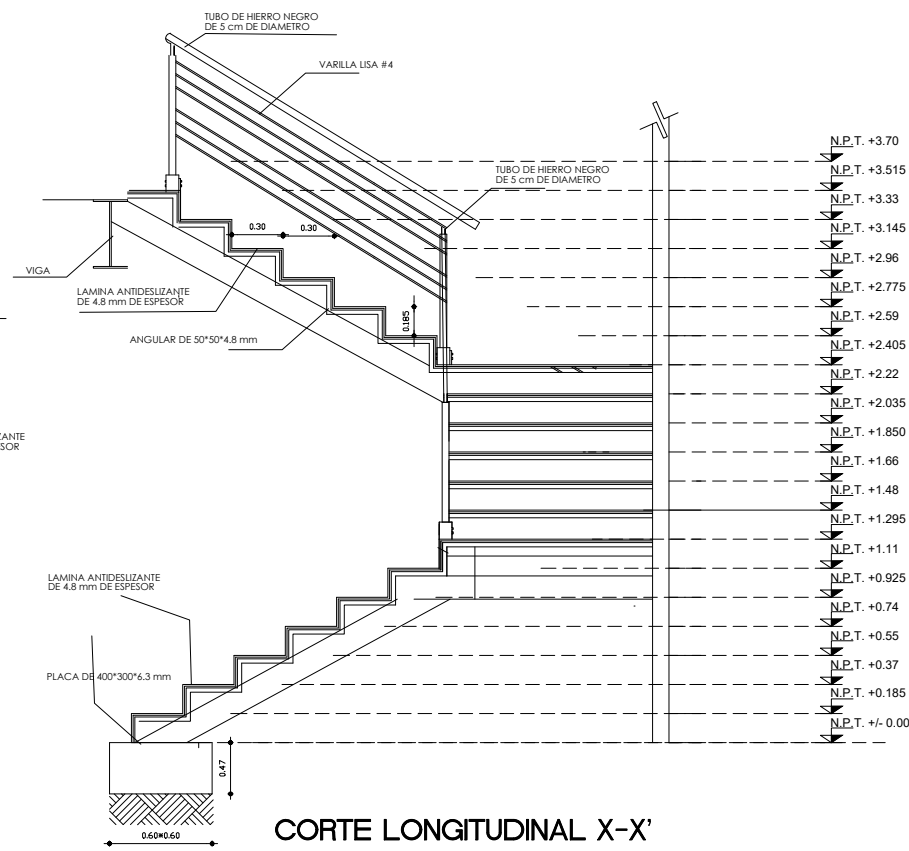 TUBO DE HIERRO NEGRO
DE 5 cm DE DIAMETRO
VARILLA LISA #4
TUBO DE HIERRO NEGRO
DE 5 cm DE DIAMETRO
0.30
0.30
VIGA
LAMINA ANTIDESLIZANTE
DE 4.8 mm DE ESPESOR
0.185
ANGULAR DE 50*50*4.8 mm
ZANTE
SOR
LAMINA ANTIDESLIZANTE
DE 4.8 mm DE ESPESOR
PLACA DE 400*300*6.3 mm
0.47
0.60*0.60
N.P.T. +3.70
N.P.T. +3.515
N.P.T. +3.33
N.P.T. +3.145
N.P.T. +2.96
N.P.T. +2.775
N.P.T. +2.59
N.P.T. +2.405
N.P.T. +2.22
N.P.T. +2.035
N.P.T. +1.850
N.P.T. +1.66
N.P.T. +1.48
N.P.T. +1.295
N.P.T. +1.11
N.P.T. +0.925
N.P.T. +0.74
N.P.T. +0.55
N.P.T. +0.37
N.P.T. +0.185
N.P.T. +/- 0.00
CORTE LONGITUDINAL X-X'